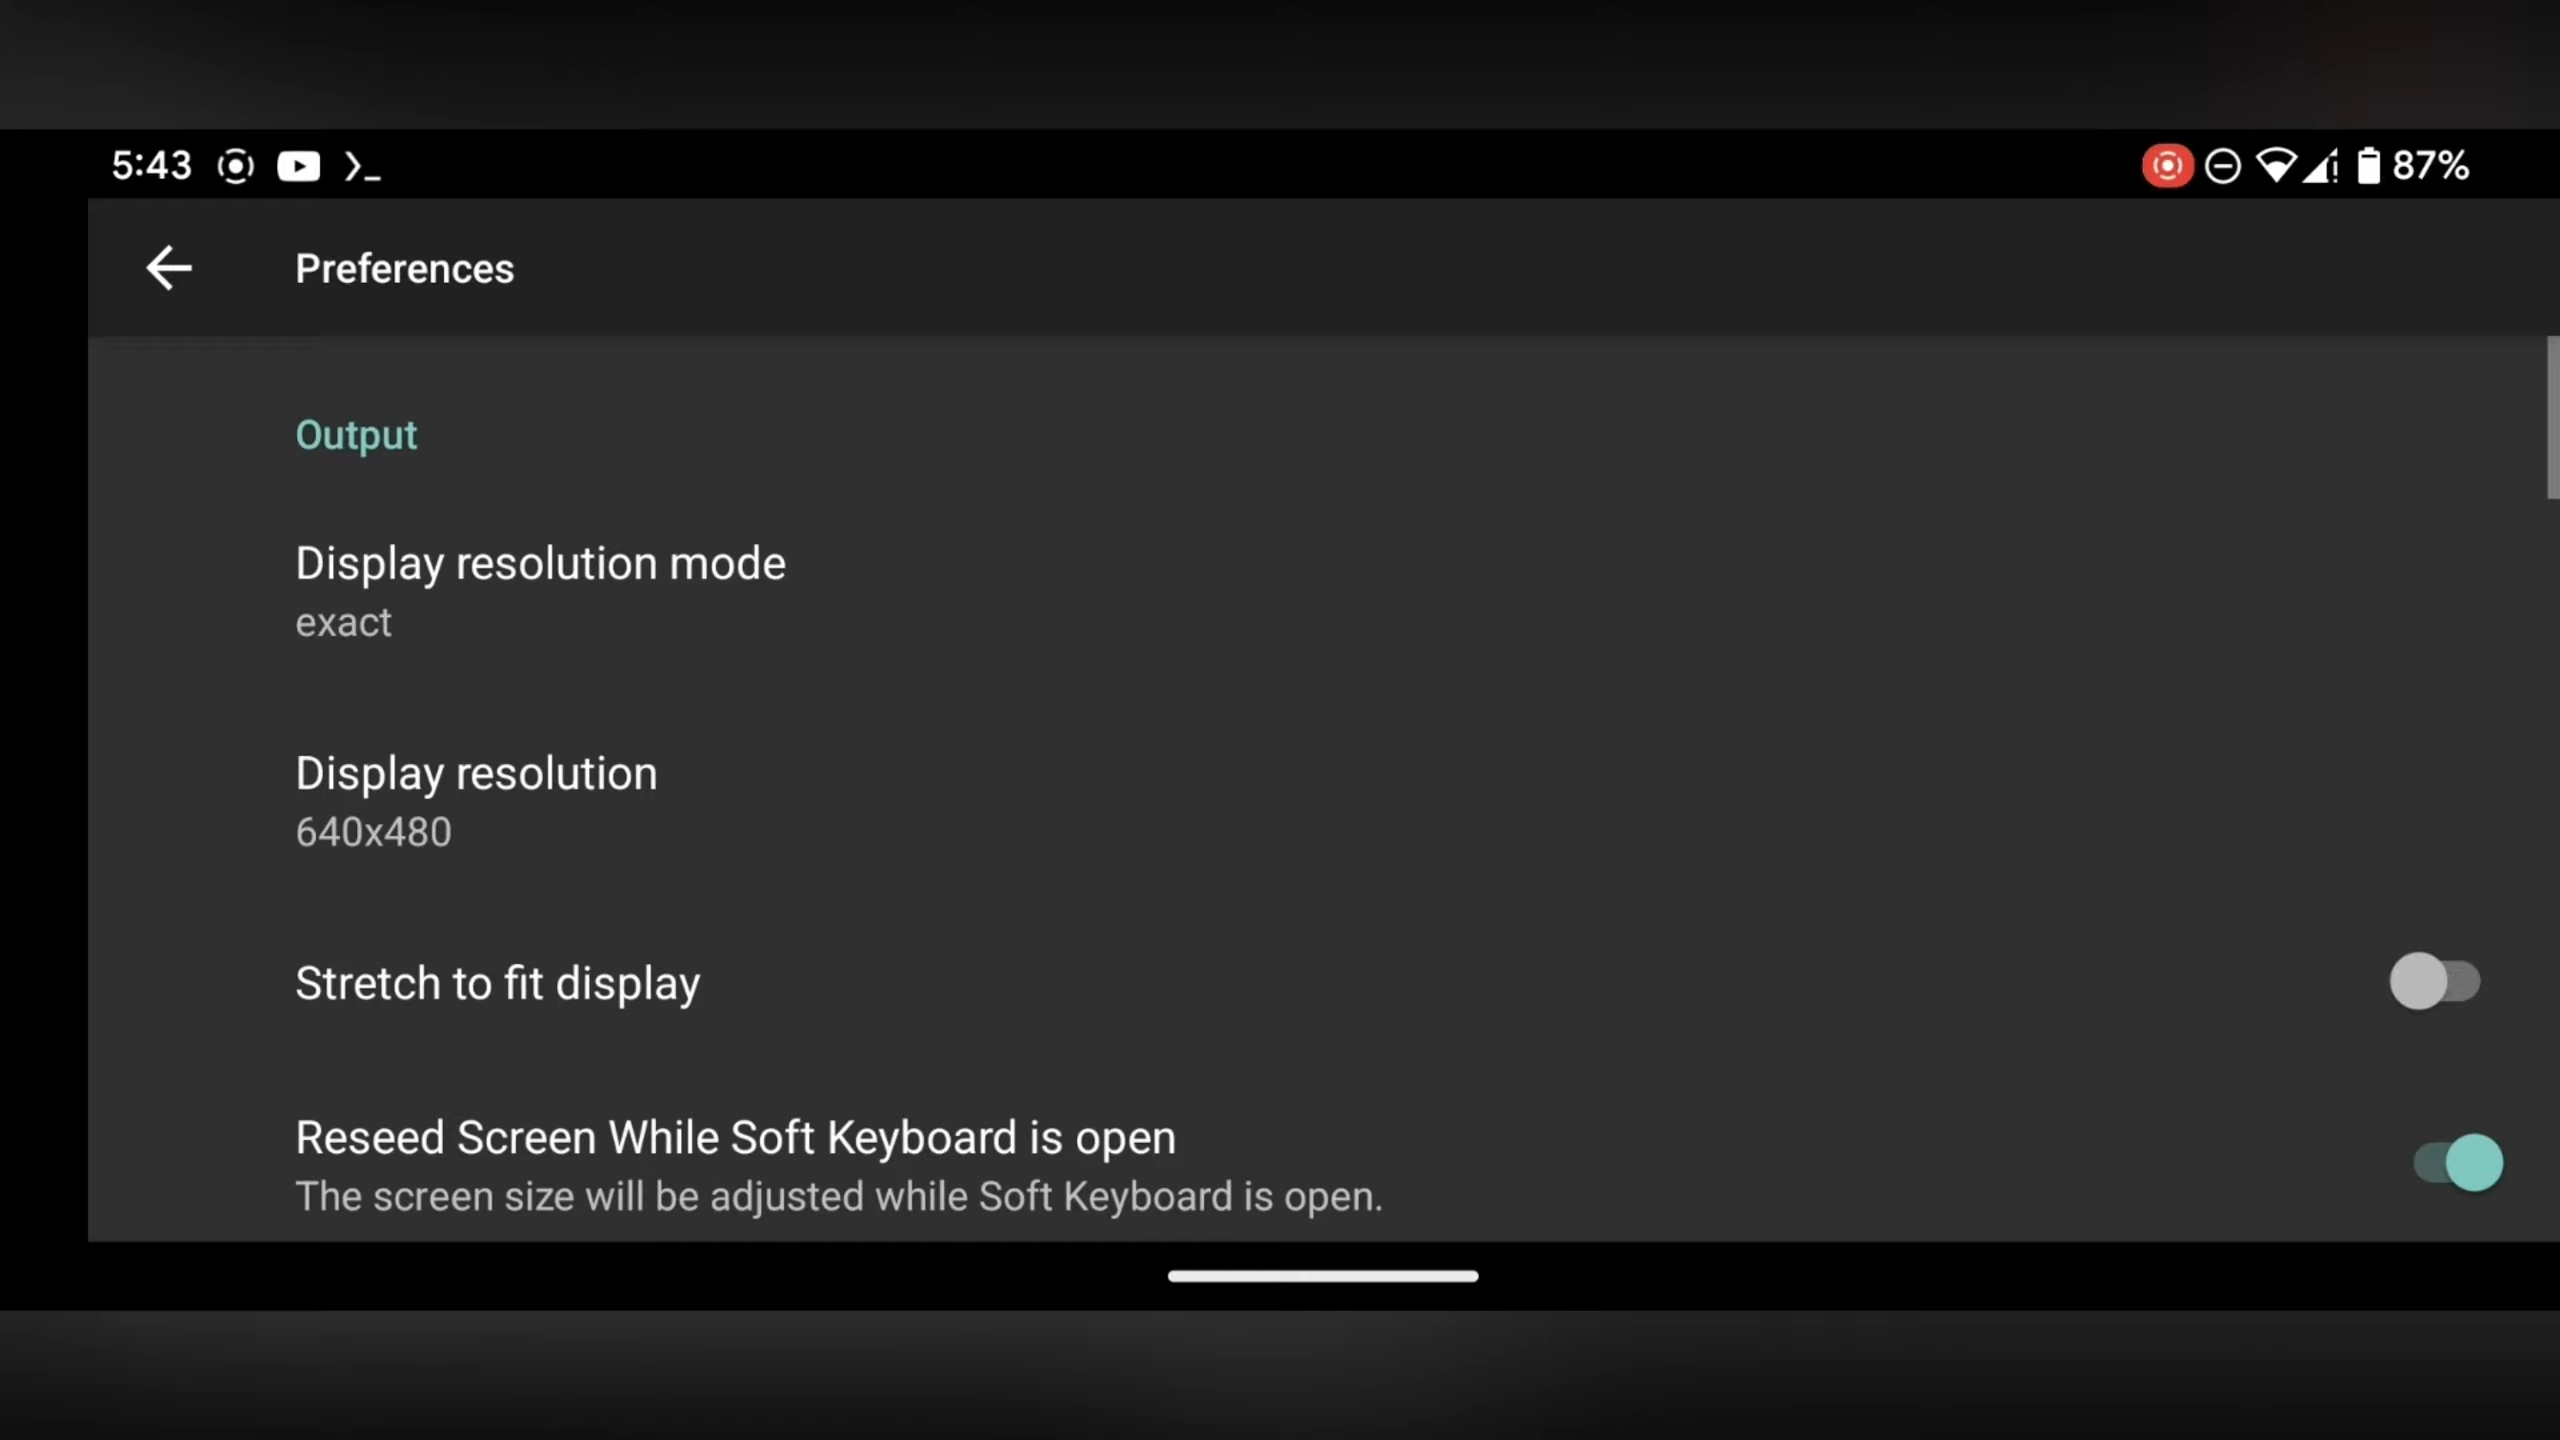 5:43
87%
Preferences
Output
Display resolution mode
exact
Display resolution
640x480
Stretch to fit display
Reseed Screen While Soft Keyboard is open
The screen size will be adjusted while Soft Keyboard is open.